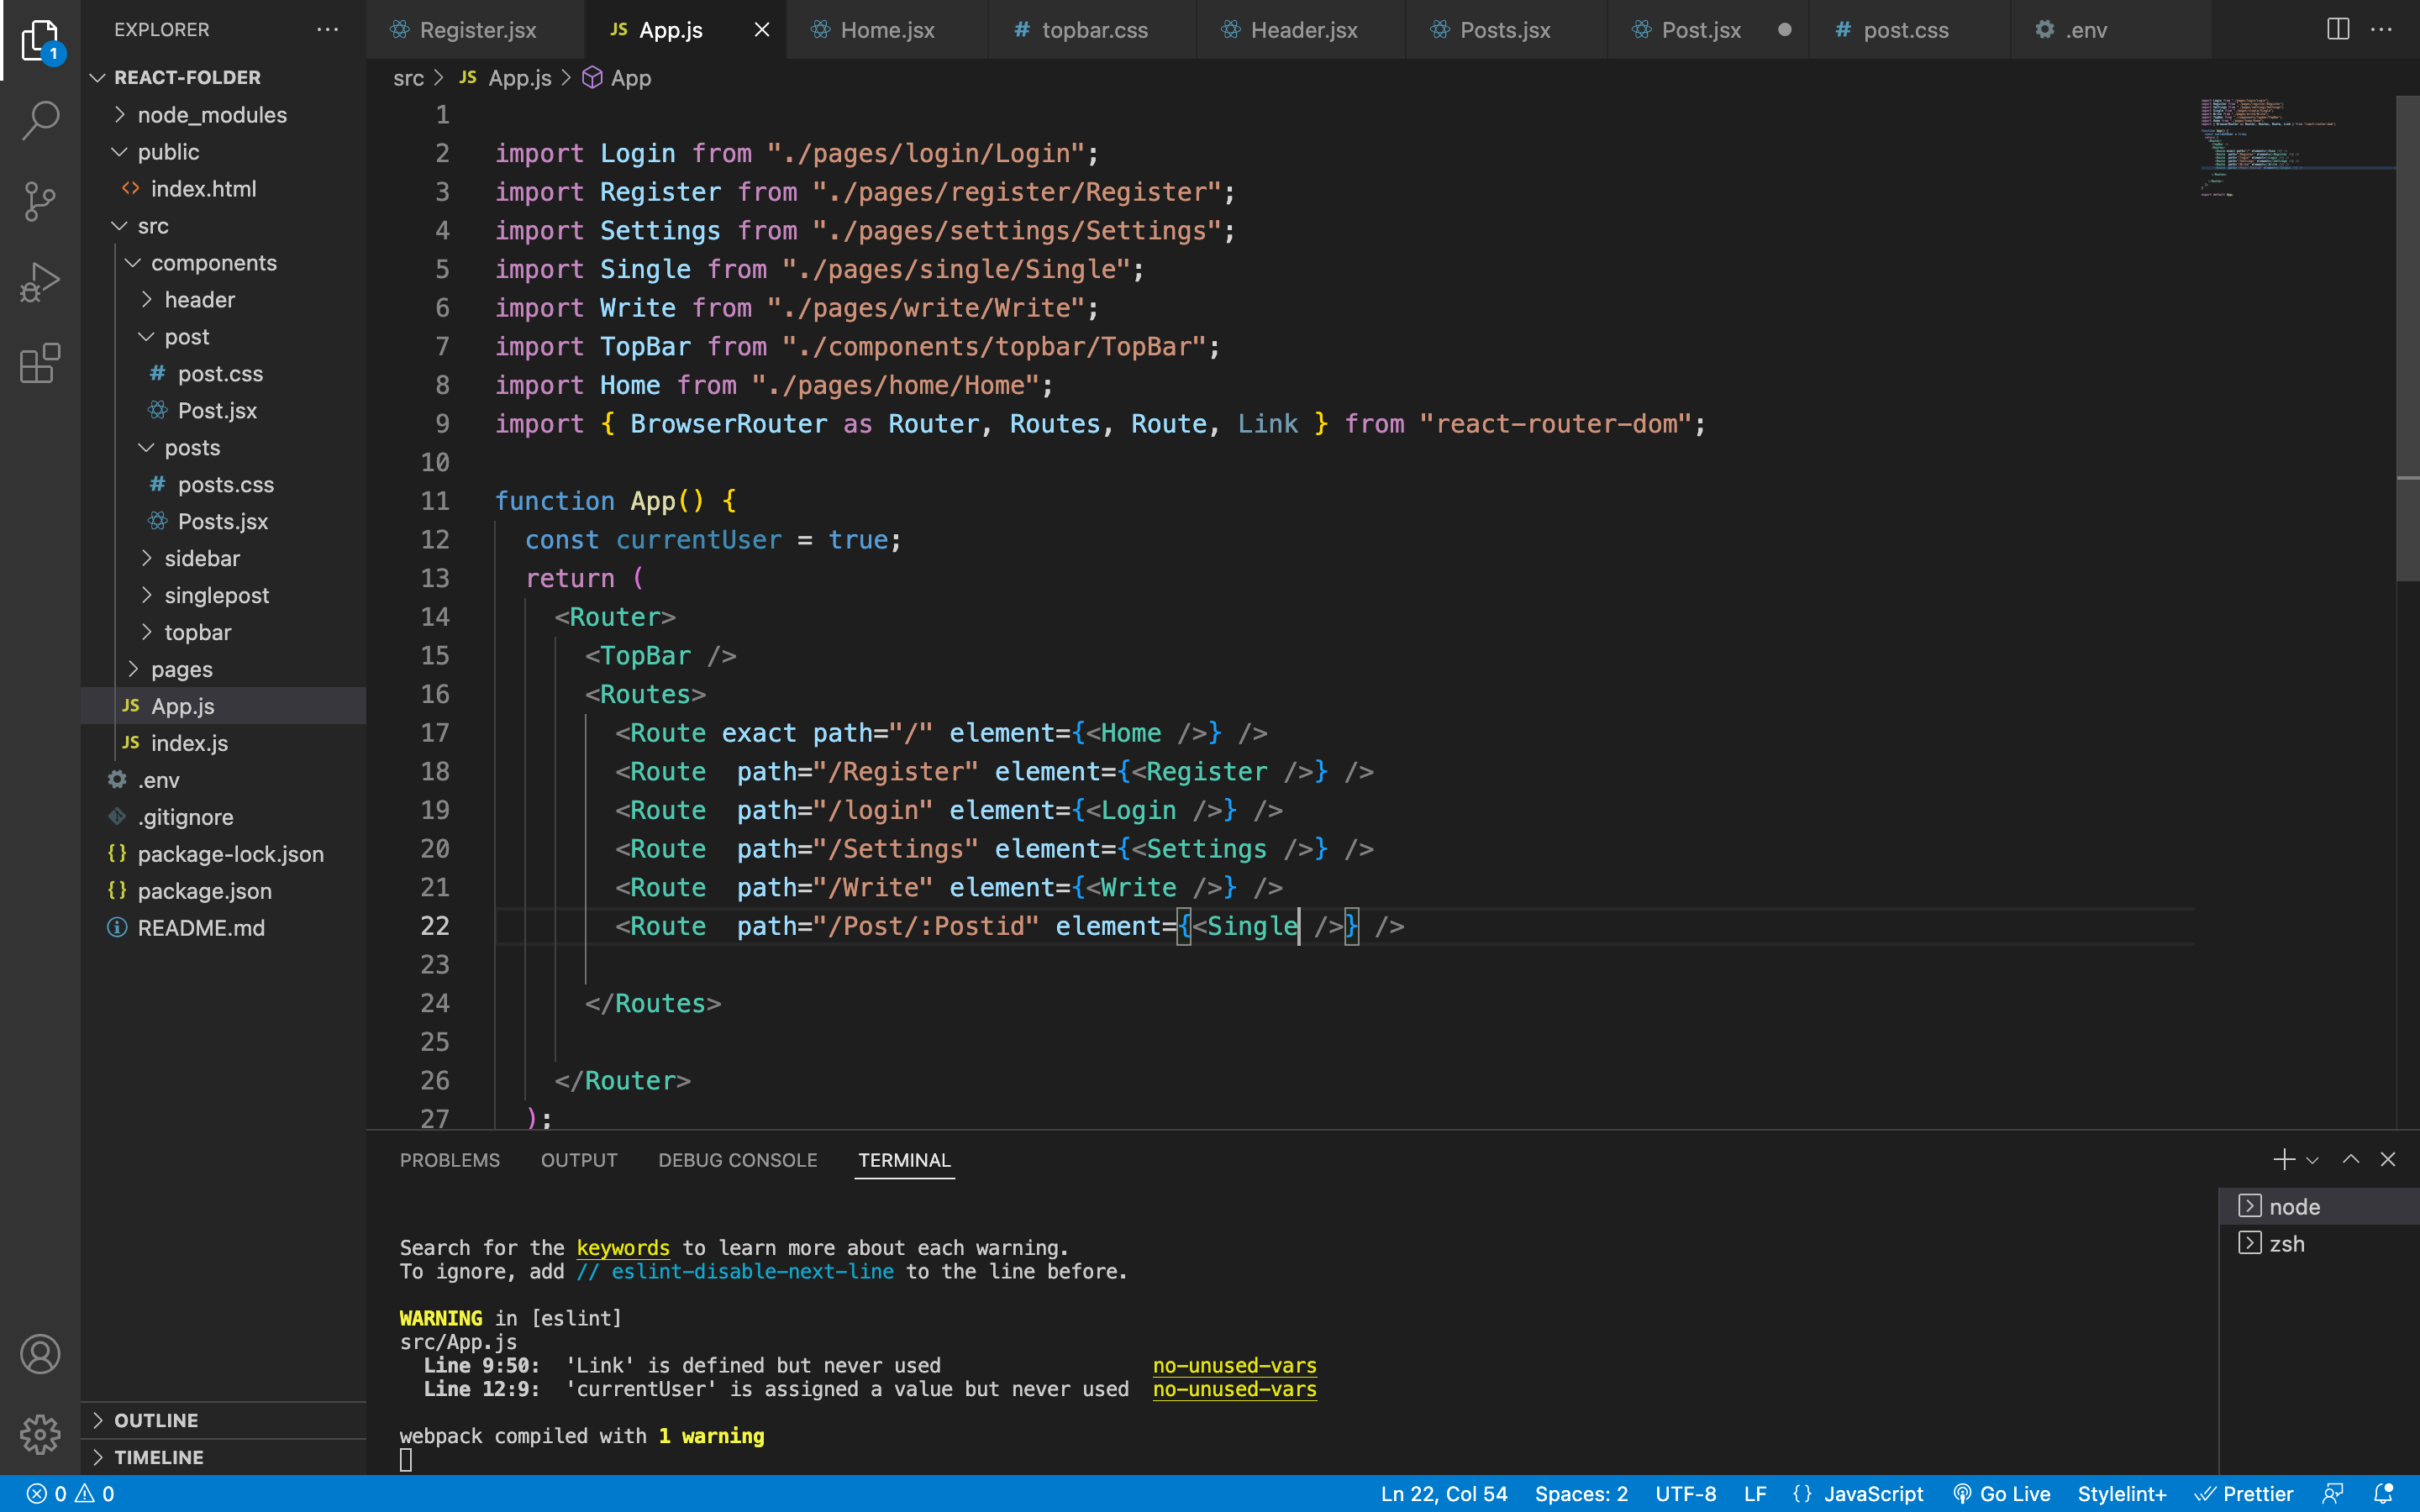 EXPLORER
REACT-FOLDER
node_modules
public
<> index.html
src
components
header
post
# post.css
Post.jsx
posts
# posts.css
Posts.jsx
sidebar
singlepost
topbar
pages
JS App.js
JS index.js
.env
.gitignore
{} package-lock.json
{} package.json
README.md
OUTLINE
TIMELINE
1
Register.jsx
JS App.js
Home.jsx
# topbar.css
Header.jsx
Posts.jsx
Post.jsx
# post.css
.env
src > JS App.js > App
1
2 import Login from "./pages/login/Login";
3 import Register from "./pages/register/Register";
4 import Settings from "./pages/settings/Settings";
5 import Single from "./pages/single/Single";
6 import Write from "./pages/write/Write";
7 import TopBar from "./components/topbar/TopBar";
8 import Home from "./pages/home/Home";
9 import { BrowserRouter as Router, Routes, Route, Link } from "react-router-dom";
10
11 function App() {
12 const currentUser = true;
13 return (
14 <Router>
15 <TopBar />
16 <Routes>
17 <Route exact path="/" element={<Home />} />
18 <Route  path="/Register" element={<Register />} />
19 <Route  path="/login" element={<Login />} />
20 <Route  path="/Settings" element={<Settings />} />
21 <Route  path="/Write" element={<Write />} />
22 <Route  path="/Post/:Postid" element={<Single />} />
23
24 </Routes>
25
26 </Router>
27 );
PROBLEMS OUTPUT DEBUG CONSOLE TERMINAL
Search for the keywords to learn more about each warning.
To ignore, add // eslint-disable-next-line to the line before.
WARNING in [eslint]
src/App.js
Line 9:50:  'Link' is defined but never used no-unused-vars
Line 12:9:  'currentUser' is assigned a value but never used no-unused-vars
webpack compiled with 1 warning
node
zsh
0 0
Ln 22, Col 54 Spaces: 2 UTF-8 LF {} JavaScript Go Live Stylelint+ Prettier